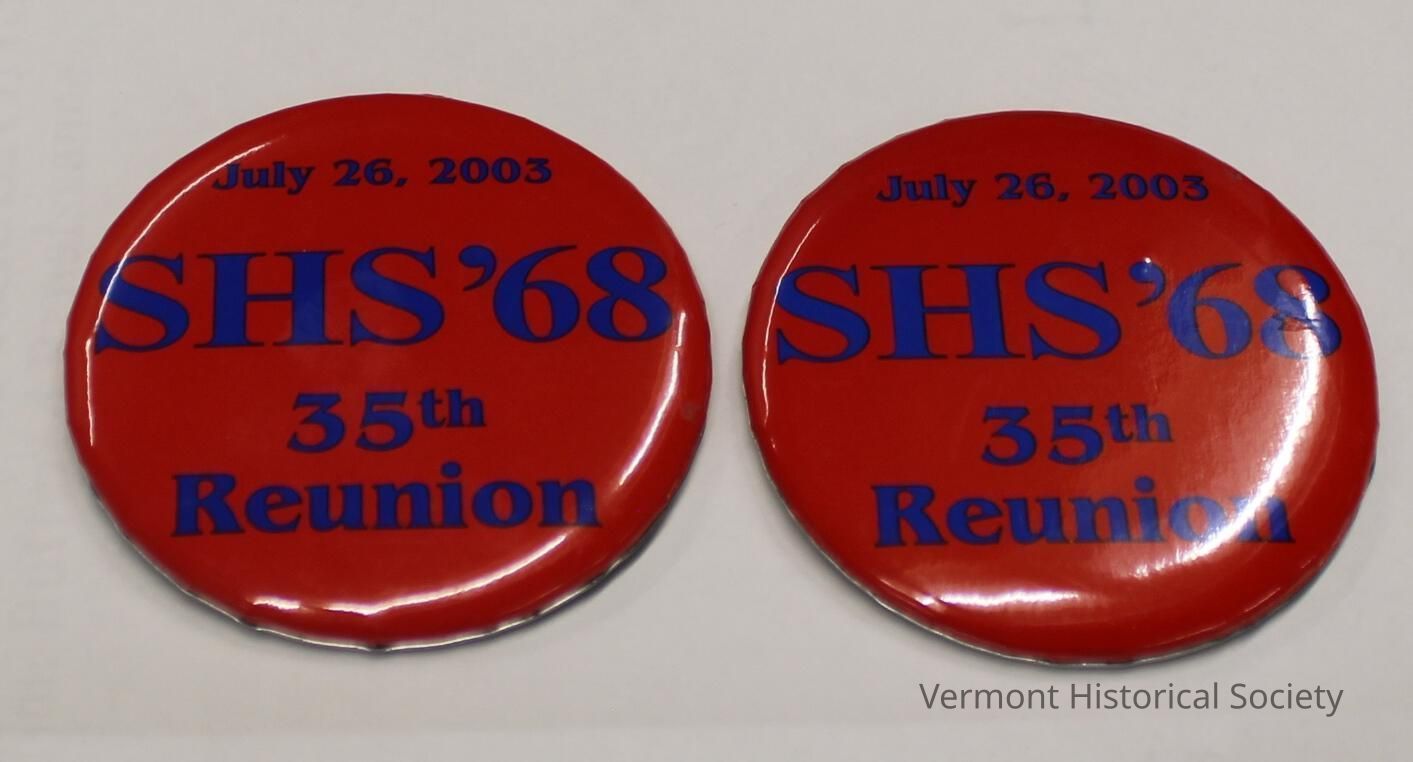 July 26, 2003
SHS '68
35th
Reunion
July 26, 2003
SHS '68
35th
Reunion
Vermont Historical Society